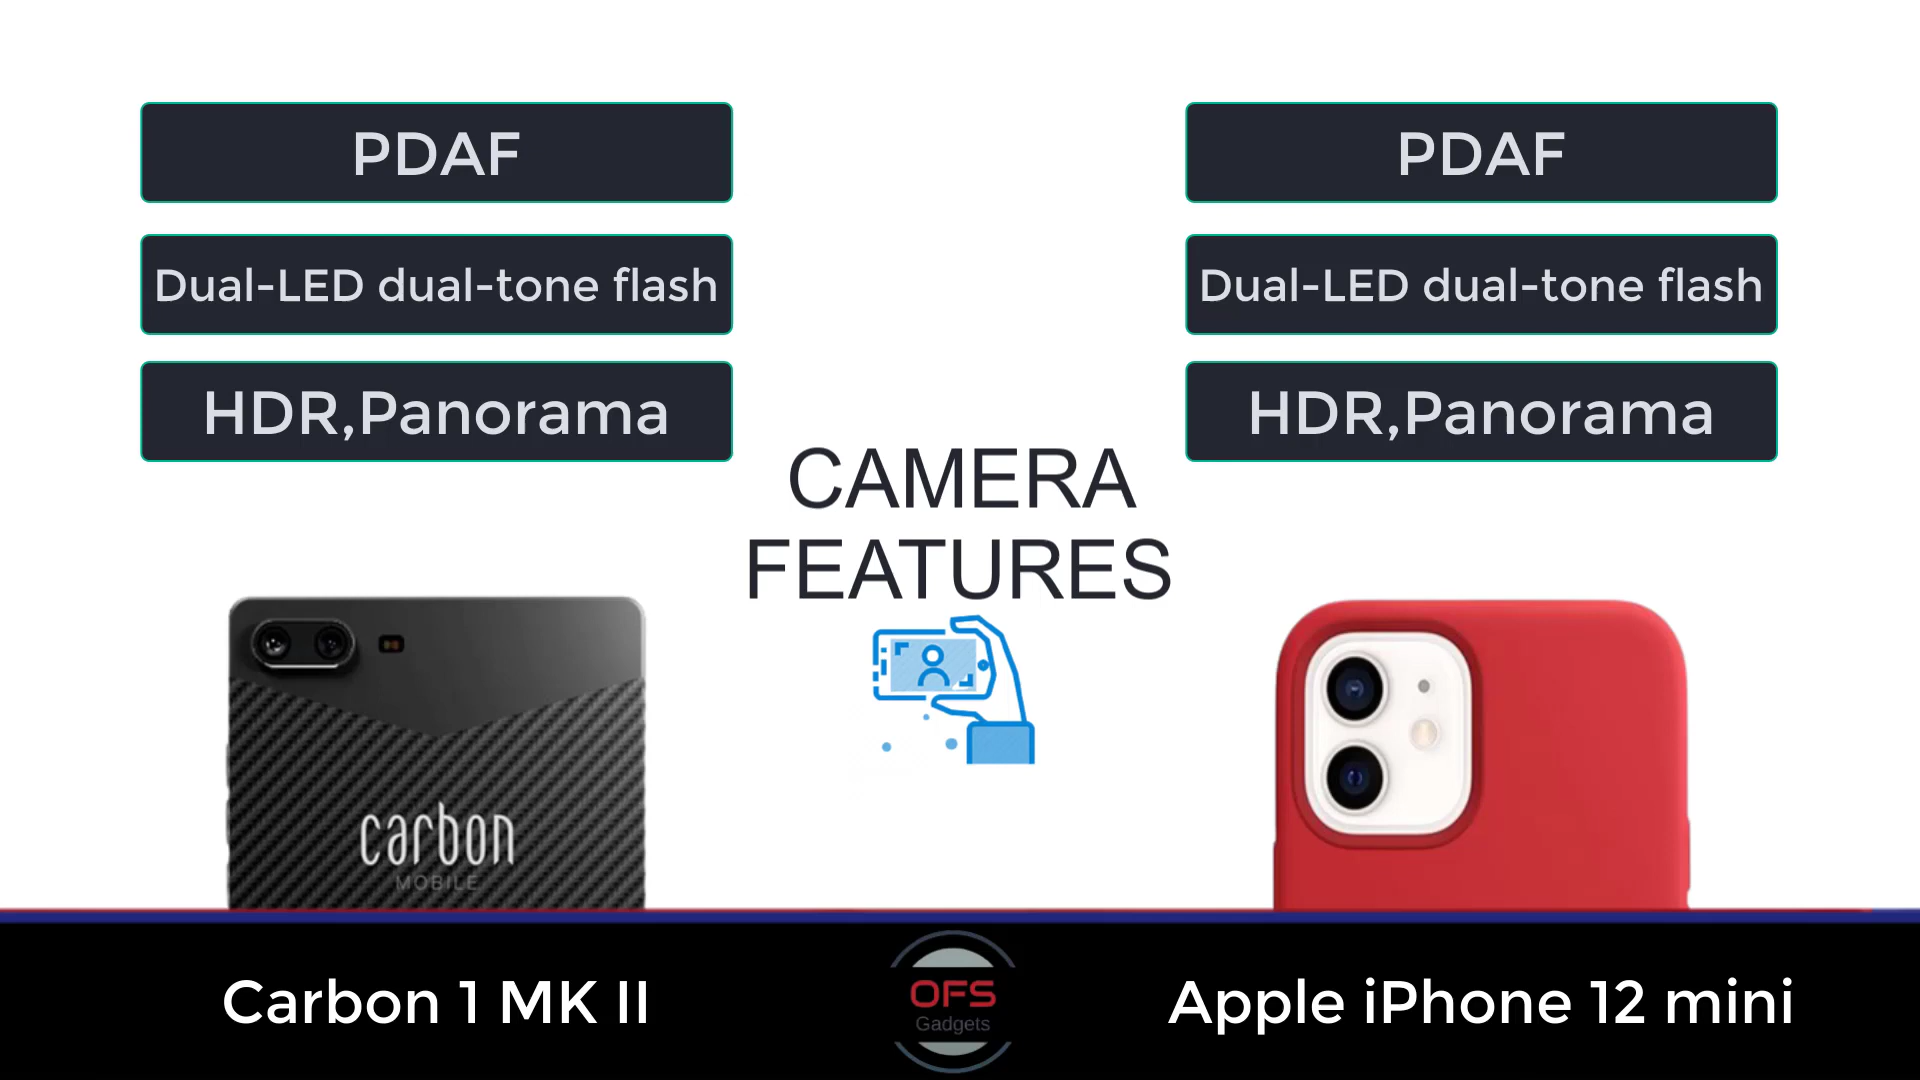 PDAF
Dual-LED dual-tone flash
HDR,Panorama
PDAF
Dual-LED dual-tone flash
HDR,Panorama
CAMERA
FEATURES
carbon
MOBILE
Carbon 1 MK II
OFS
Gadgets
Apple iPhone 12 mini